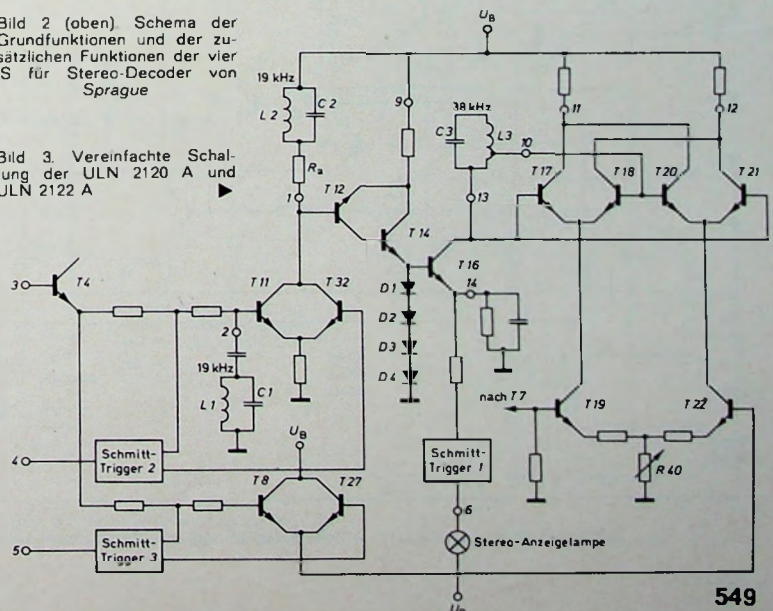 Bild 2 (oben). Schema der
Grundfunktionen und der zu-
sätzlichen Funktionen der vier
IS für Stereo-Decoder von
Sprague
Bild 3. Vereinfachte Schal-
tung der ULN 2120 A und
ULN 2122 A
U_B
19 kHz
L2
C2
R_a
1
9
T12
T14
38 kHz
C3
L3
10
13
11
12
T17
T18
T20
T21
T16
14
D1
D2
D3
D4
3
T4
T11
T32
2
19 kHz
L1
C1
4
Schmitt-
Trigger 2
U_B
T8
T27
5
Schmitt-
Trigger 3
Schmitt-
Trigger 1
6
Stereo-Anzeigelampe
nach T7
T19
T22
R40
549